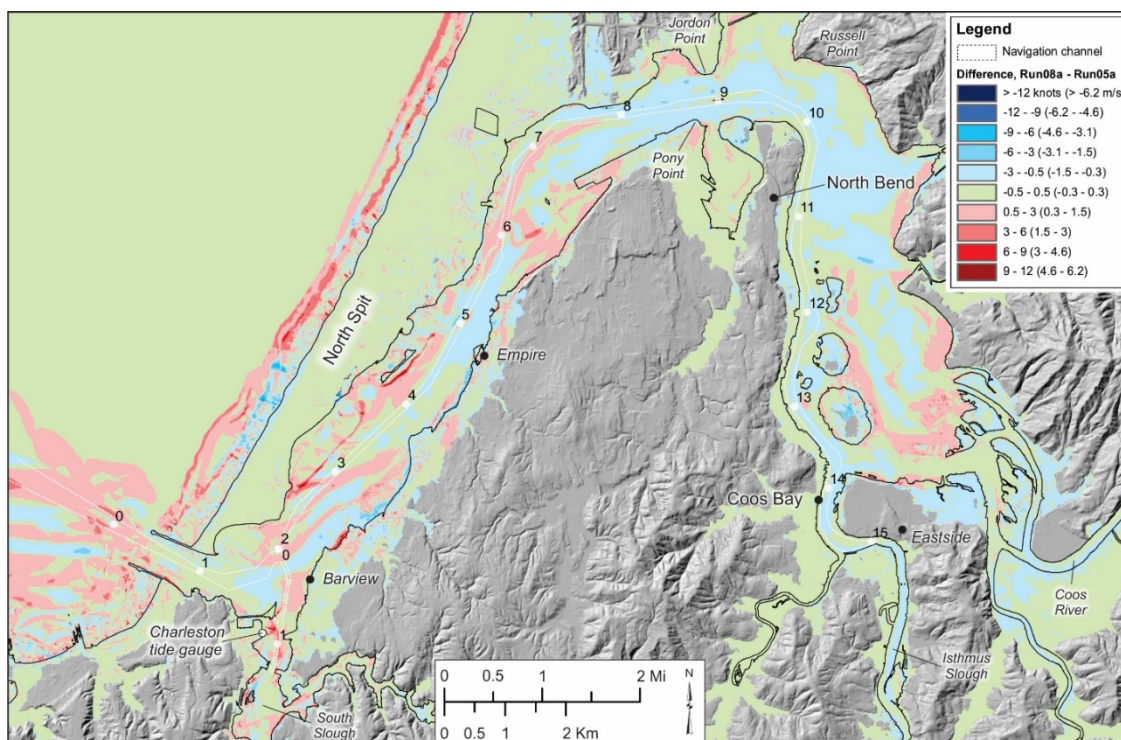 Jordon
Point
Russell
Point
Legend
Navigation channel
Difference, Run08a - Run05a
> -12 knots (> -6.2 m/s
-12 - -9 (-6.2 - -4.6)
-9 - -6 (-4.6 - -3.1)
-6 - -3 (-3.1 - -1.5)
-3 - -0.5 (-1.5 - -0.3)
-0.5 - 0.5 (-0.3 - 0.3)
0.5 - 3 (0.3 - 1.5)
3 - 6 (1.5 - 3)
6 - 9 (3 - 4.6)
9 - 12 (4.6 - 6.2)
9
8
10
7
Pony
Point
North Bend
11
6
North Spit
5
12
Empire
4
13
3
14
Coos Bay
0
15
Eastside
2
0
1
Barview
Coos
River
Charleston
tide gauge
Isthmus
Slough
South
Slough
0 0.5 1 2 Mi
0 0.5 1 2 Km
N